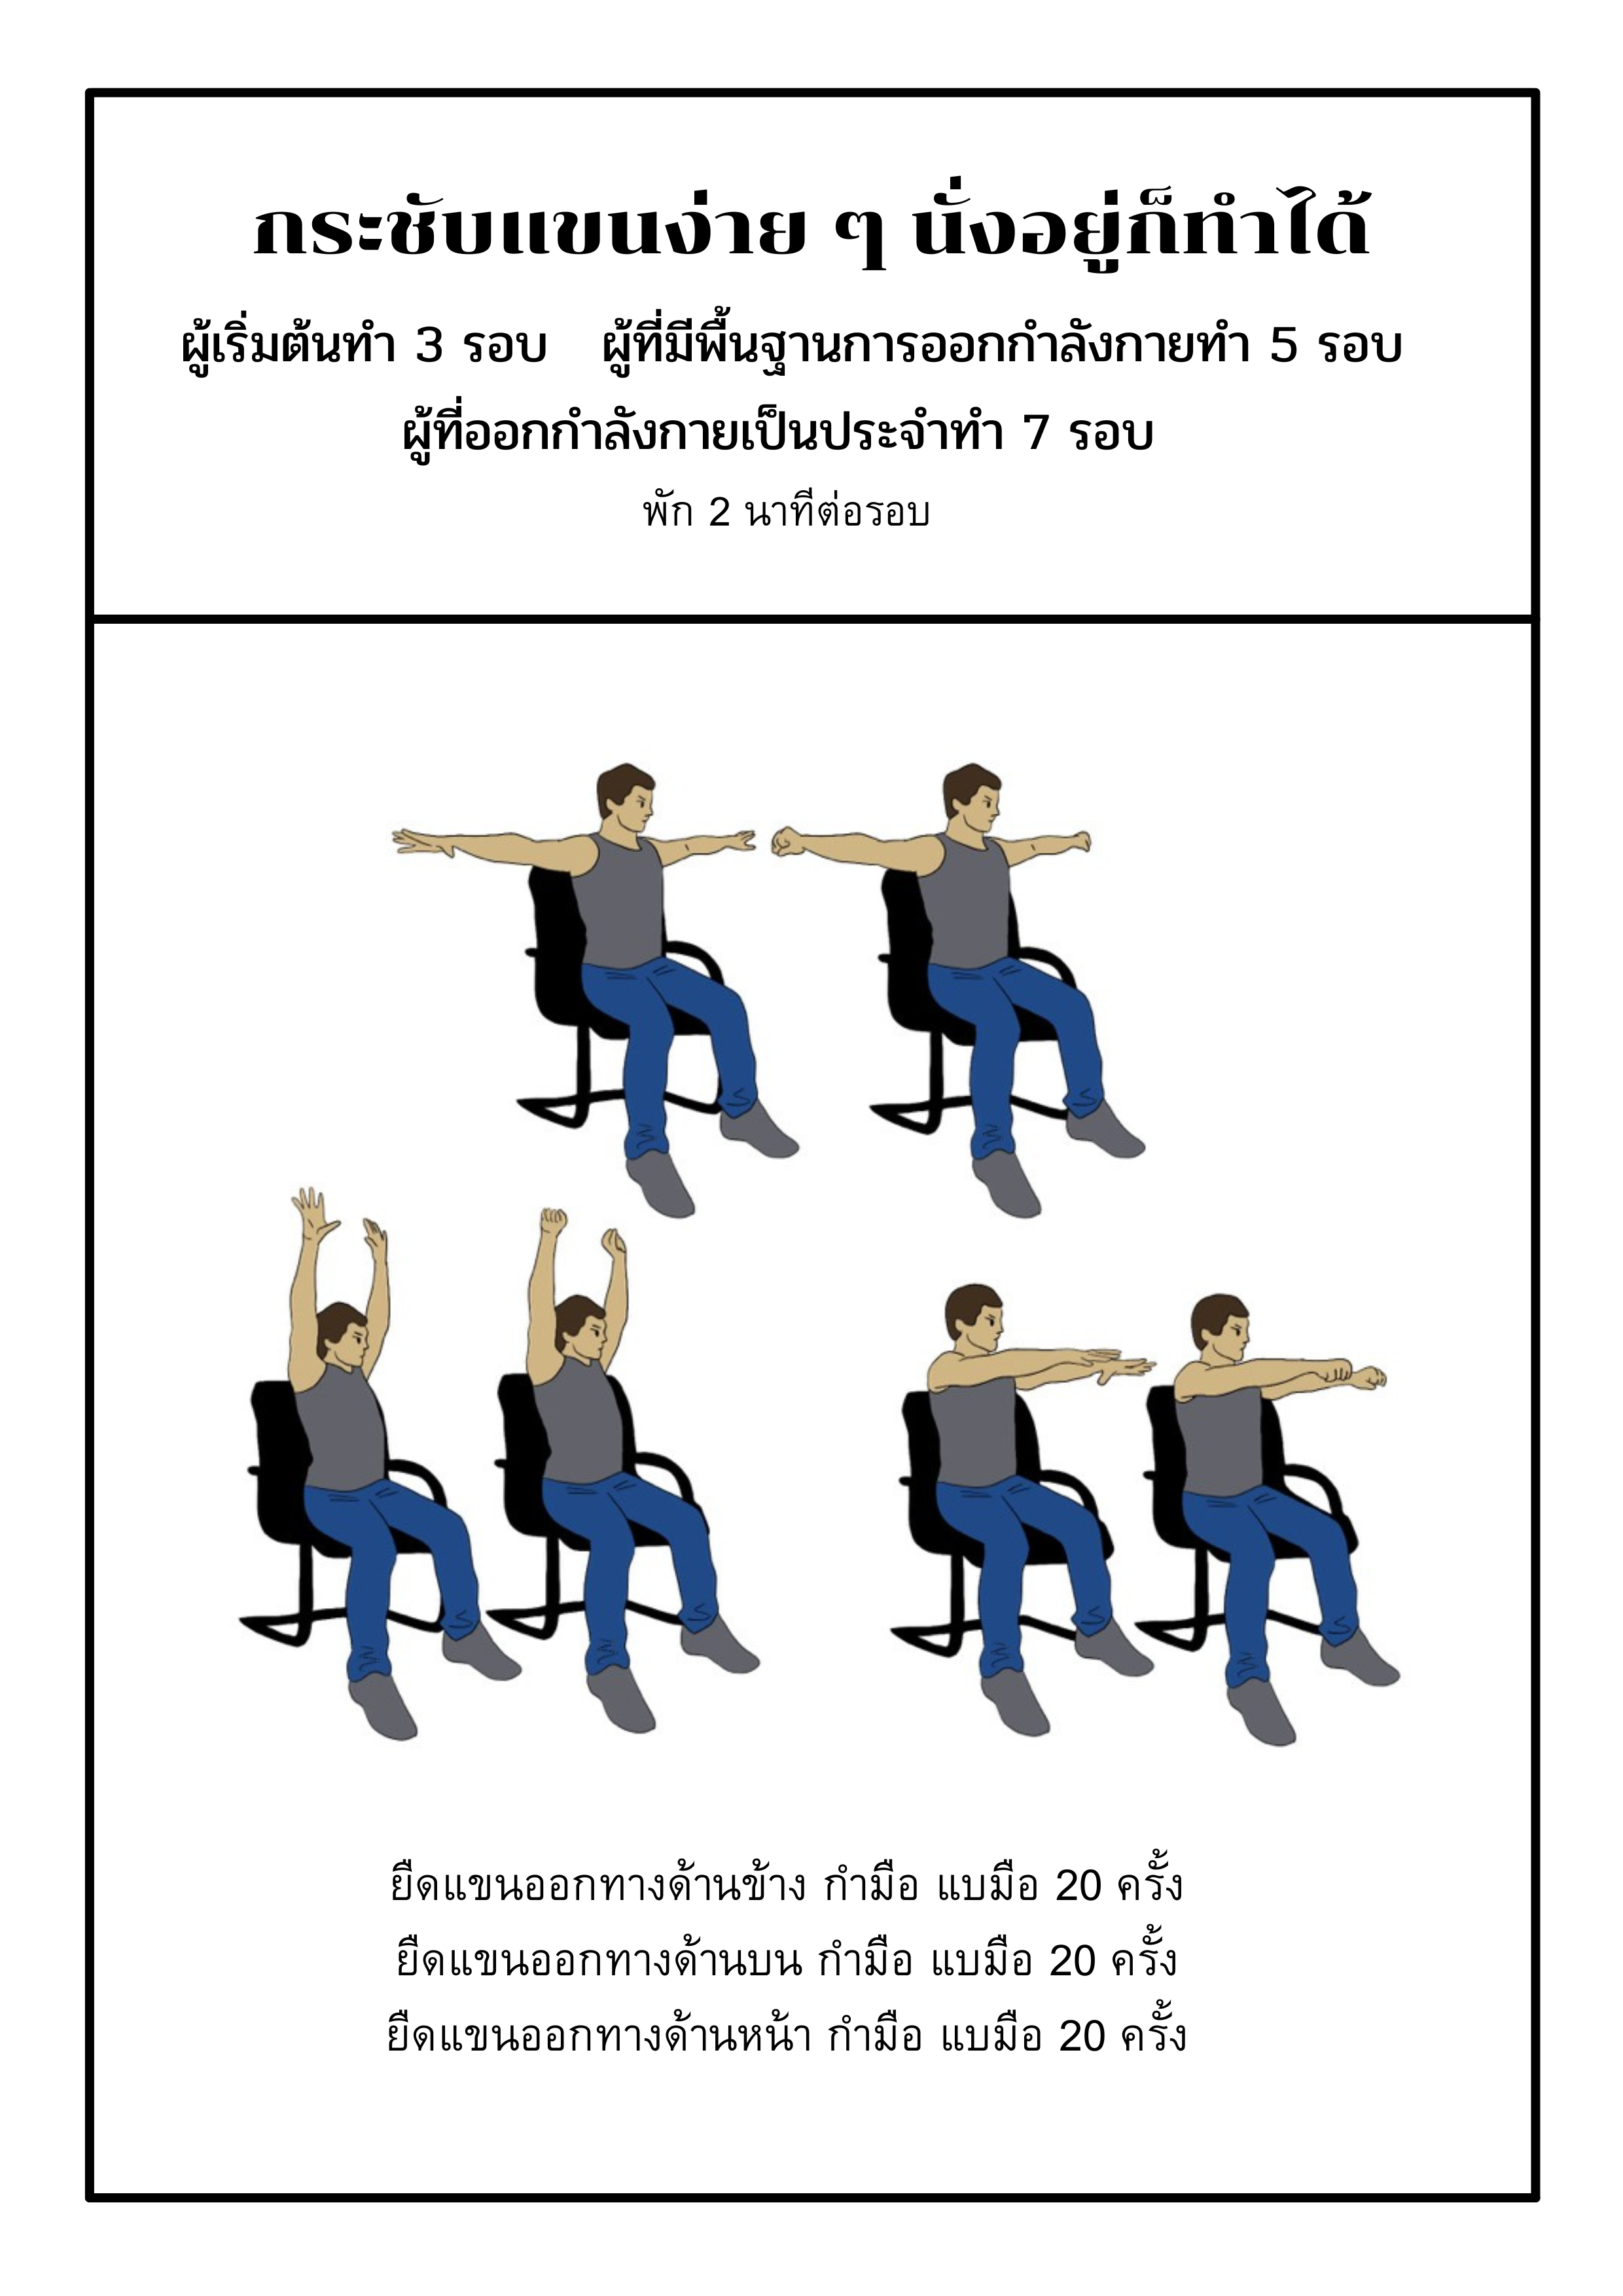 กระชับแขนง่าย ๆ นั่งอยู่ก็ทำได้
ผู้เริ่มต้นทำ 3 รอบ ผู้ที่มีพื้นฐานการออกกำลังกายทำ 5 รอบ
ผู้ที่ออกกำลังกายเป็นประจำทำ 7 รอบ
พัก 2 นาทีต่อรอบ
ยืดแขนออกทางด้านข้าง กำมือ แบมือ 20 ครั้ง
ยืดแขนออกทางด้านบน กำมือ แบมือ 20 ครั้ง
ยืดแขนออกทางด้านหน้า กำมือ แบมือ 20 ครั้ง